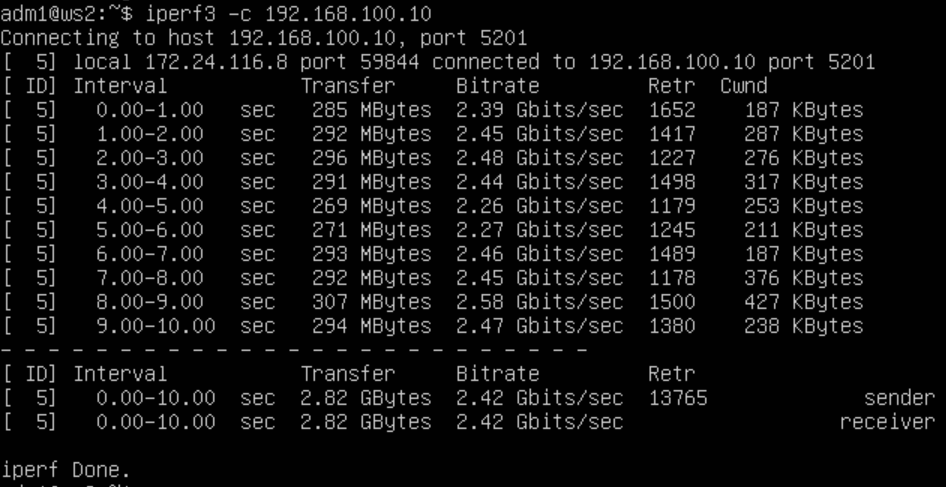 adm1@ws2:~$ iperf3 -c 192.168.100.10
Connecting to host 192.168.100.10, port 5201
[  5] local 172.24.116.8 port 59844 connected to 192.168.100.10 port 5201
[ ID] Interval           Transfer     Bitrate         Retr  Cwnd
[  5]   0.00-1.00   sec   285 MBytes  2.39 Gbits/sec  1652    187 KBytes
[  5]   1.00-2.00   sec   292 MBytes  2.45 Gbits/sec  1417    287 KBytes
[  5]   2.00-3.00   sec   296 MBytes  2.48 Gbits/sec  1227    276 KBytes
[  5]   3.00-4.00   sec   291 MBytes  2.44 Gbits/sec  1498    317 KBytes
[  5]   4.00-5.00   sec   269 MBytes  2.26 Gbits/sec  1179    253 KBytes
[  5]   5.00-6.00   sec   271 MBytes  2.27 Gbits/sec  1245    211 KBytes
[  5]   6.00-7.00   sec   293 MBytes  2.46 Gbits/sec  1489    187 KBytes
[  5]   7.00-8.00   sec   292 MBytes  2.45 Gbits/sec  1178    376 KBytes
[  5]   8.00-9.00   sec   307 MBytes  2.58 Gbits/sec  1500    427 KBytes
[  5]   9.00-10.00  sec   294 MBytes  2.47 Gbits/sec  1380    238 KBytes
- - - - - - - - - - - - - - - - - - - - - - - - -
[ ID] Interval           Transfer     Bitrate         Retr
[  5]   0.00-10.00  sec  2.82 GBytes  2.42 Gbits/sec  13765             sender
[  5]   0.00-10.00  sec  2.82 GBytes  2.42 Gbits/sec                  receiver

iperf Done.